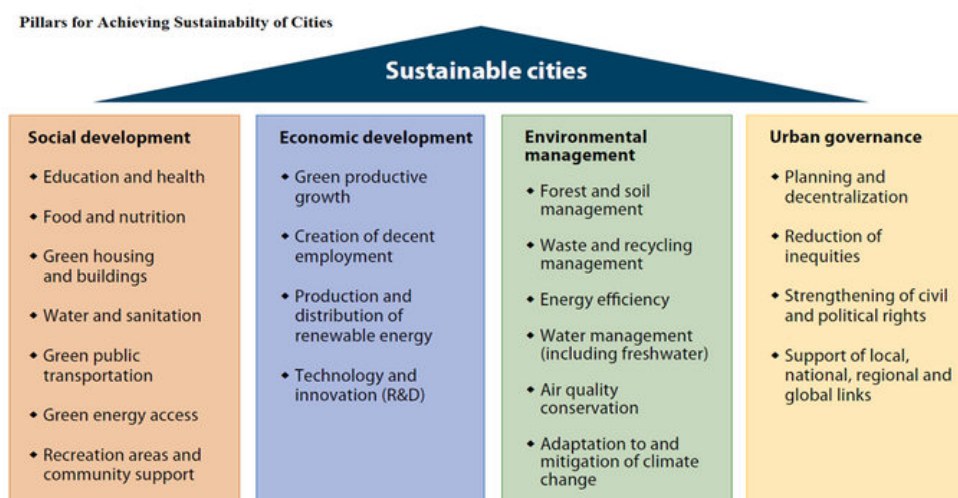 Pillars for Achieving Sustainabilty of Cities
Sustainable cities
Social development
◆ Education and health
◆ Food and nutrition
◆ Green housing
and buildings
◆ Water and sanitation
◆ Green public
transportation
◆ Green energy access
◆ Recreation areas and
community support
Economic development
◆ Green productive
growth
◆ Creation of decent
employment
◆ Production and
distribution of
renewable energy
◆ Technology and
innovation (R&D)
Environmental
management
◆ Forest and soil
management
◆ Waste and recycling
management
◆ Energy efficiency
◆ Water management
(including freshwater)
◆ Air quality
conservation
◆ Adaptation to and
mitigation of climate
change
Urban governance
◆ Planning and
decentralization
◆ Reduction of
inequities
◆ Strengthening of civil
and political rights
◆ Support of local,
national, regional and
global links